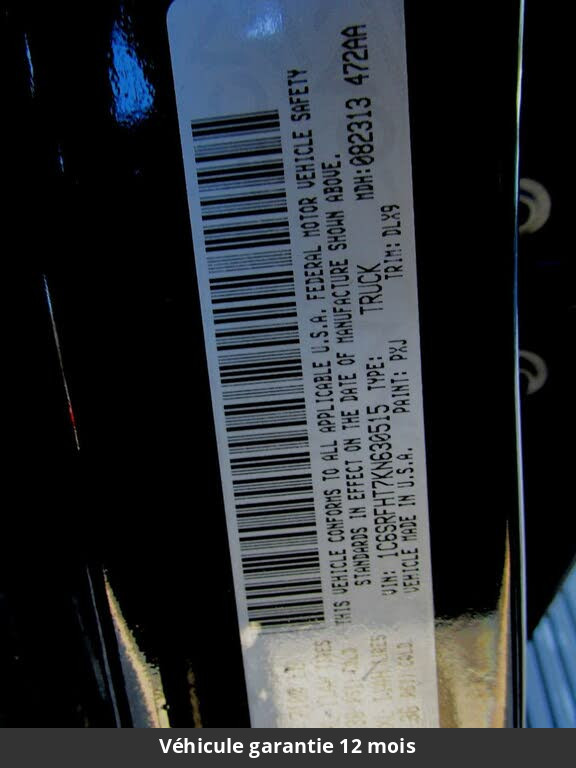 THIS VEHICLE CONFORMS TO ALL APPLICABLE U.S.A. FEDERAL MOTOR VEHICLE SAFETY
STANDARDS IN EFFECT ON THE DATE OF MANUFACTURE SHOWN ABOVE.
VIN: 1C6SRFHT7KN630515 TYPE: TRUCK MDH:082313 472AA
VEHICLE MADE IN U.S.A. PAINT: PXJ TRIM: DLX9
Véhicule garantie 12 mois